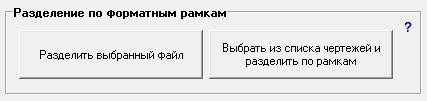 Разделение по форматным рамкам
?
Разделить выбранный файл
Выбрать из списка чертежей и
разделить по рамкам